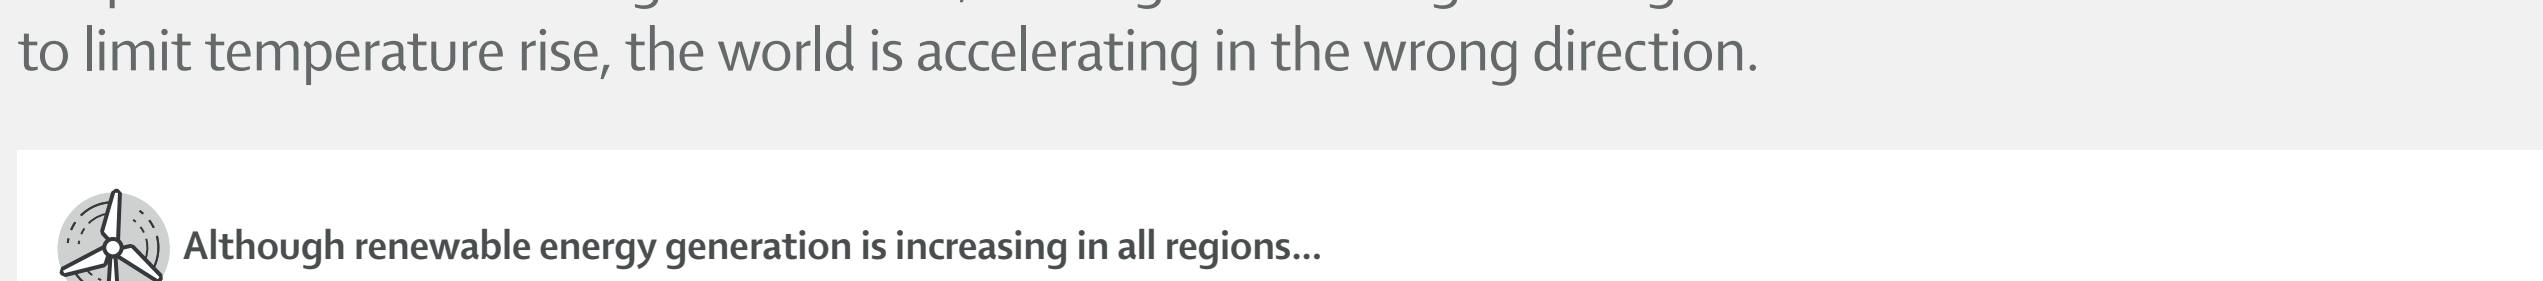 to limit temperature rise, the world is accelerating in the wrong direction.
Although renewable energy generation is increasing in all regions...